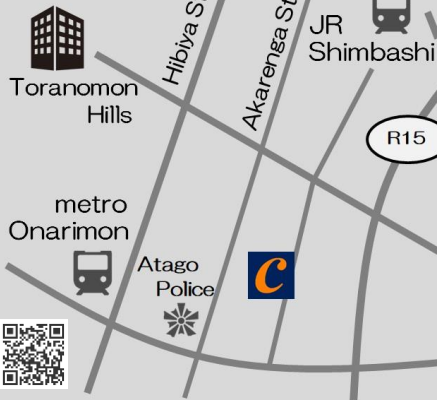 Hibiya St
Akarenga St
JR
Shimbashi
Toranomon
Hills
R15
metro
Onarimon
Atago
Police
C